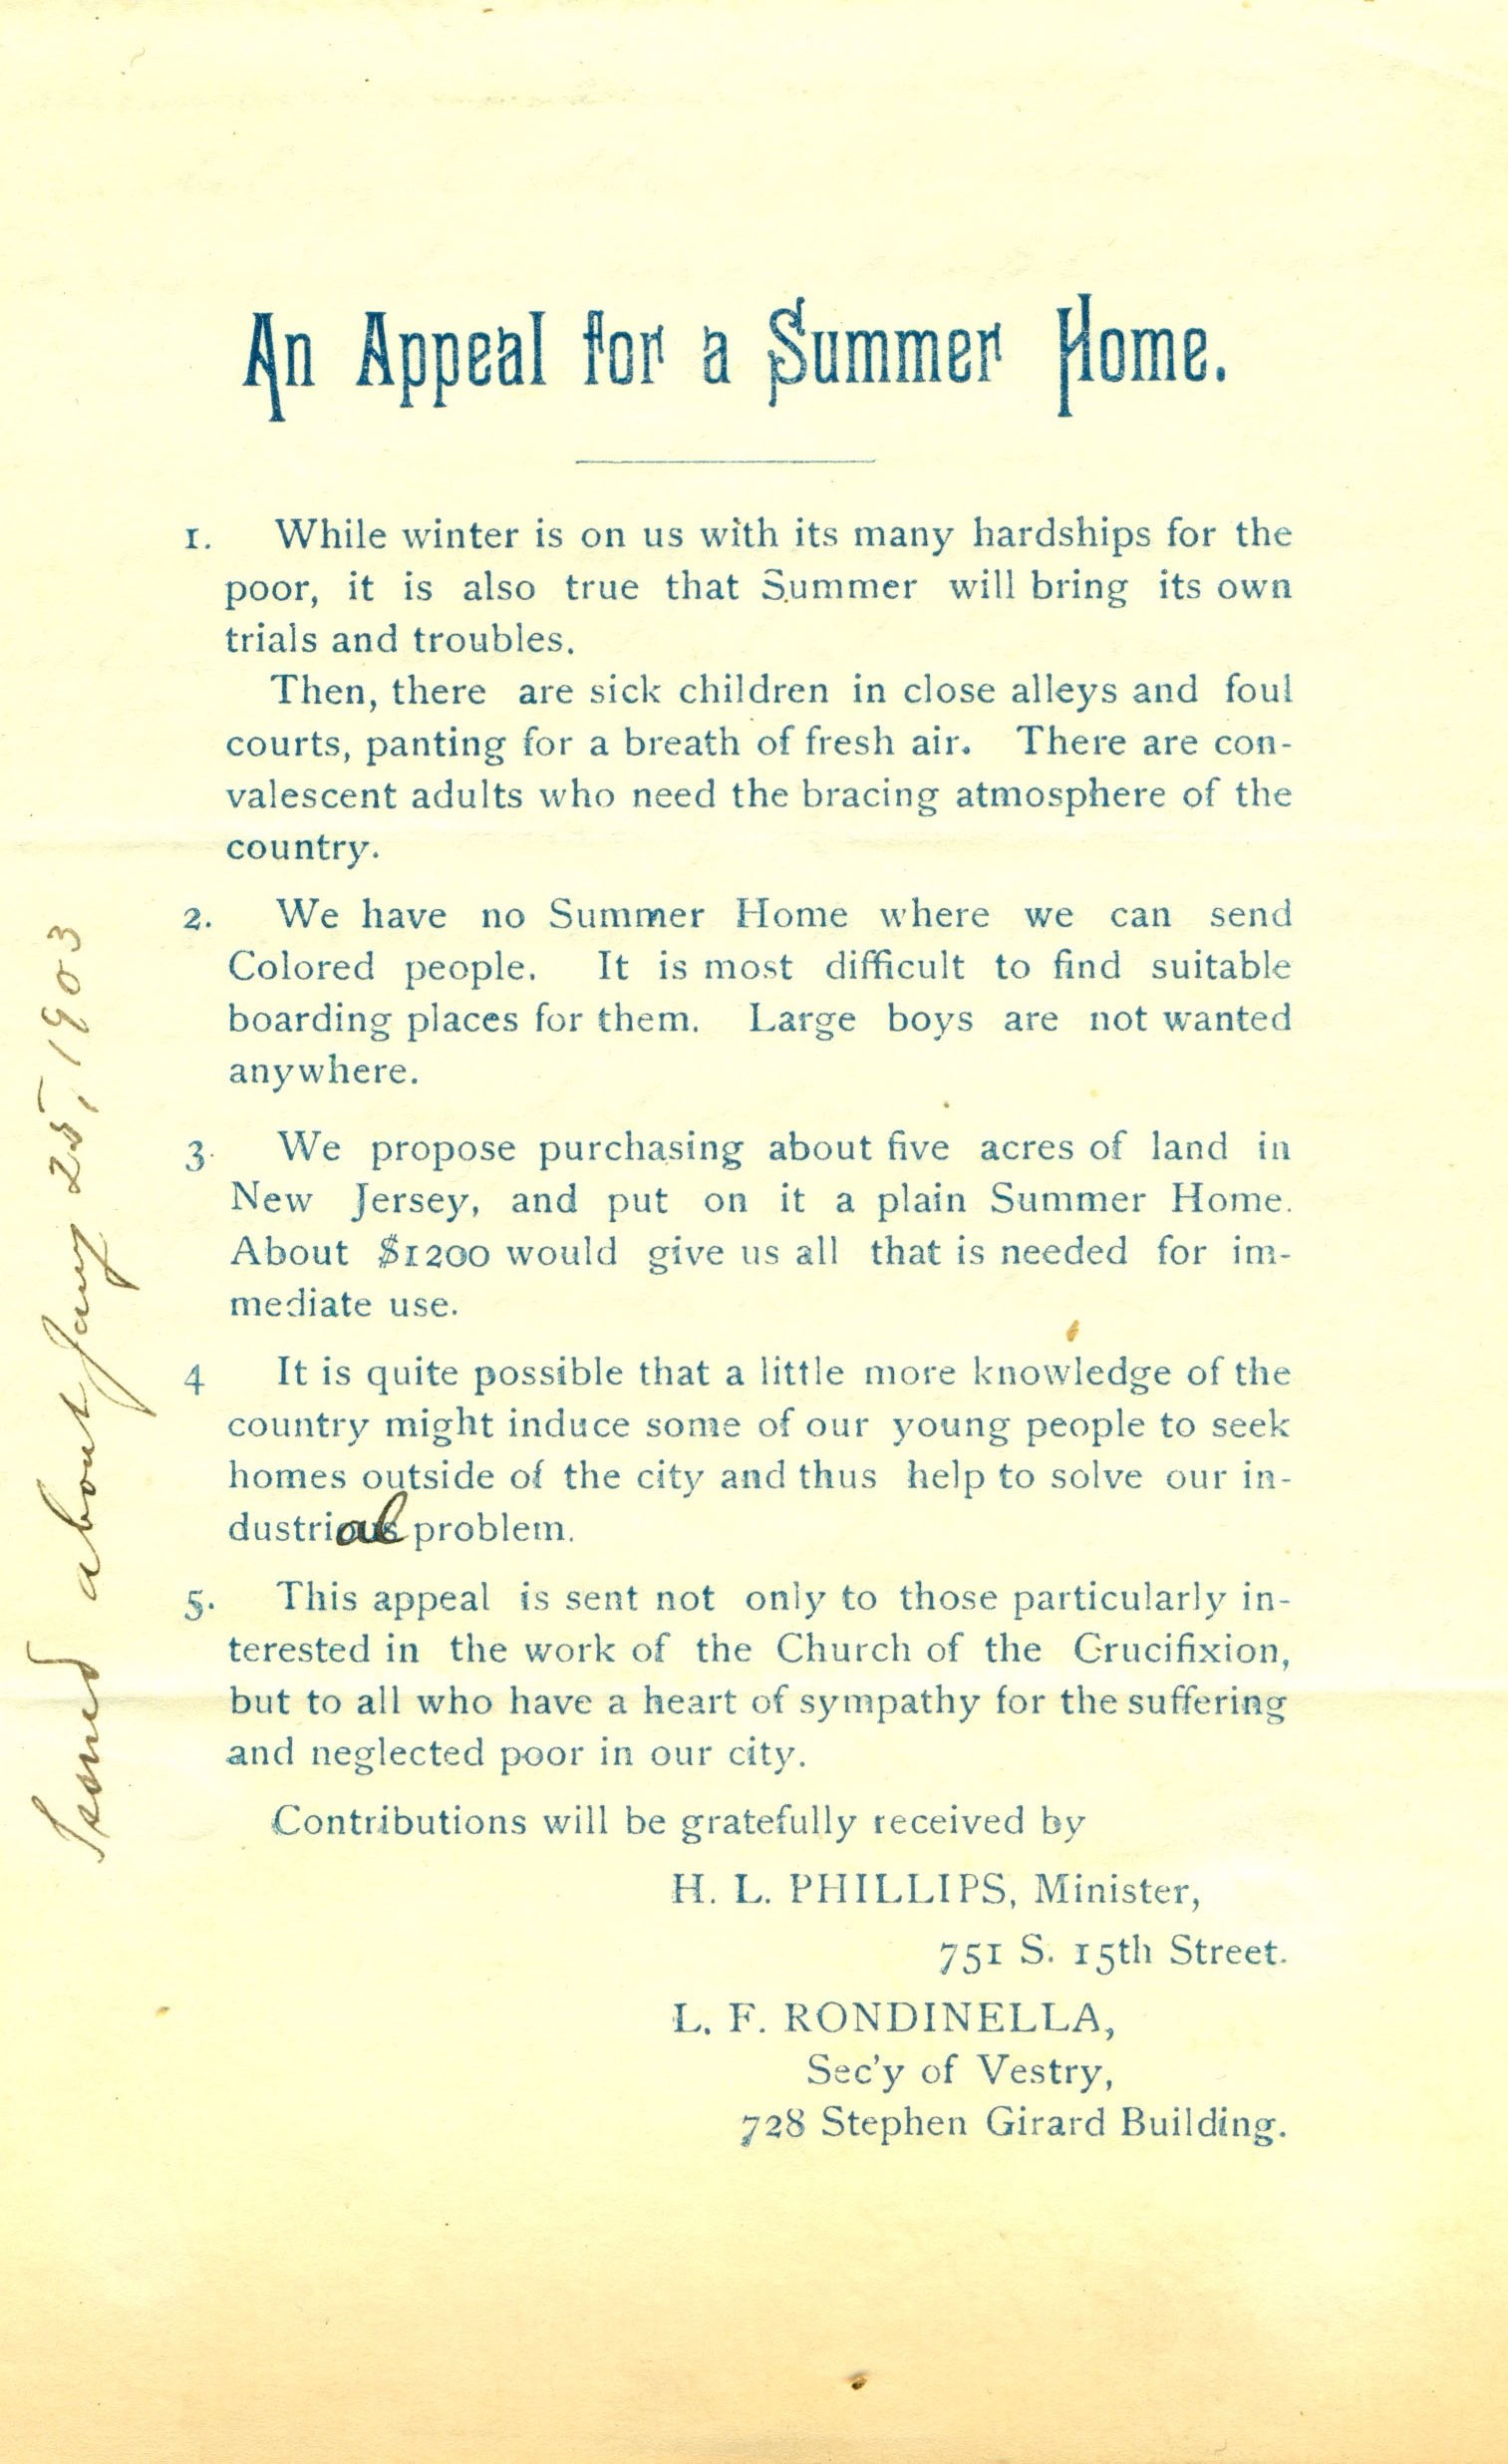 An Appeal for a Summer Home.
1. While winter is on us with its many hardships for the
poor, it is also true that Summer will bring its own
trials and troubles.
Then, there are sick children in close alleys and foul
courts, panting for a breath of fresh air. There are con-
valescent adults who need the bracing atmosphere of the
country.
2. We have no Summer Home where we can send
Colored people. It is most difficult to find suitable
boarding places for them. Large boys are not wanted
anywhere.
3. We propose purchasing about five acres of land in
New Jersey, and put on it a plain Summer Home.
About $1200 would give us all that is needed for im-
mediate use.
4 It is quite possible that a little more knowledge of the
country might induce some of our young people to seek
homes outside of the city and thus help to solve our in-
dustrial problem.
5. This appeal is sent not only to those particularly in-
terested in the work of the Church of the Crucifixion,
but to all who have a heart of sympathy for the suffering
and neglected poor in our city.
Contributions will be gratefully received by
H. L. PHILLIPS, Minister,
751 S. 15th Street.
L. F. RONDINELLA,
Sec'y of Vestry,
728 Stephen Girard Building.
Issued about Jany 25, 1903